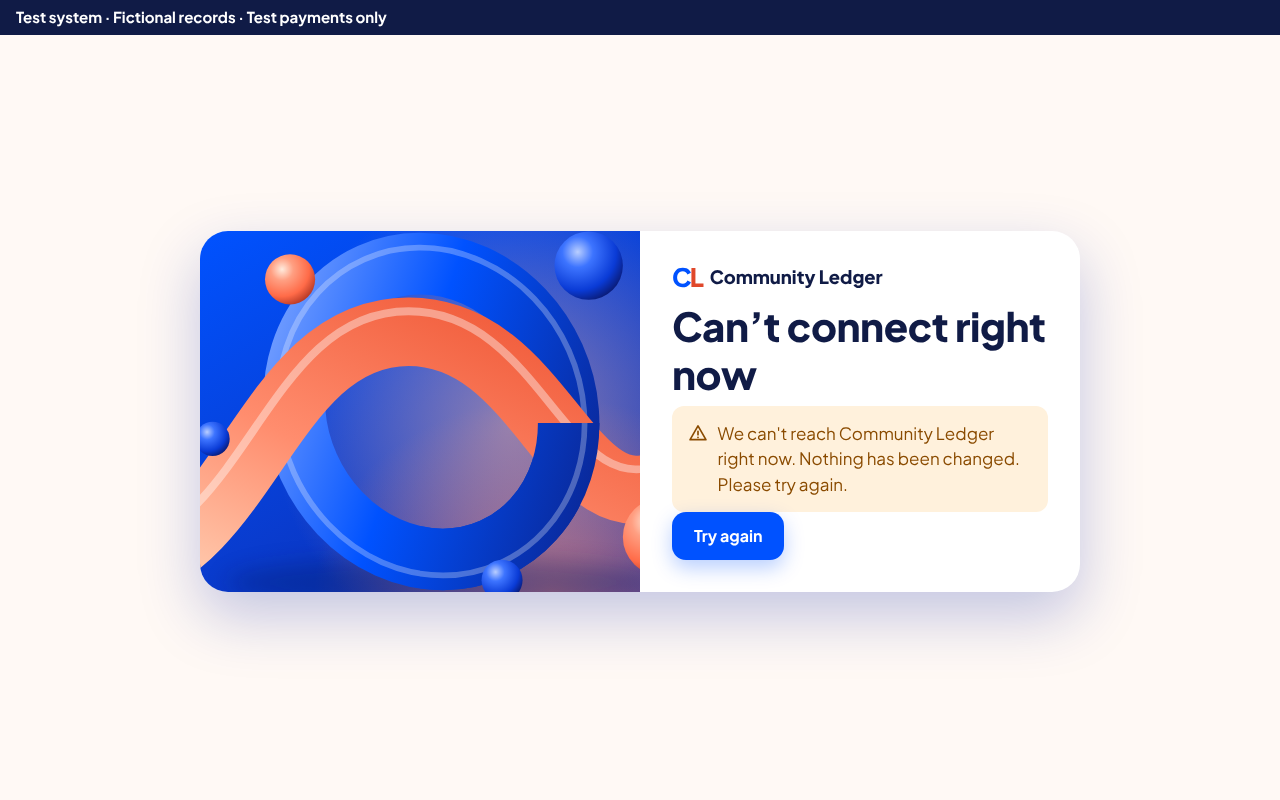 Test system · Fictional records · Test payments only
CL Community Ledger
Can’t connect right
now
We can't reach Community Ledger
right now. Nothing has been changed.
Please try again.
Try again